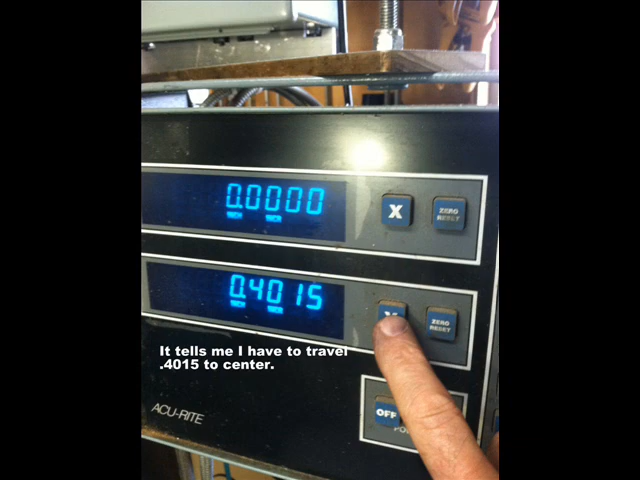 0.0000
X
ZERO
RESET
0.4015
Y
ZERO
RESET
It tells me I have to travel
.4015 to center.
OFF
ACU-RITE